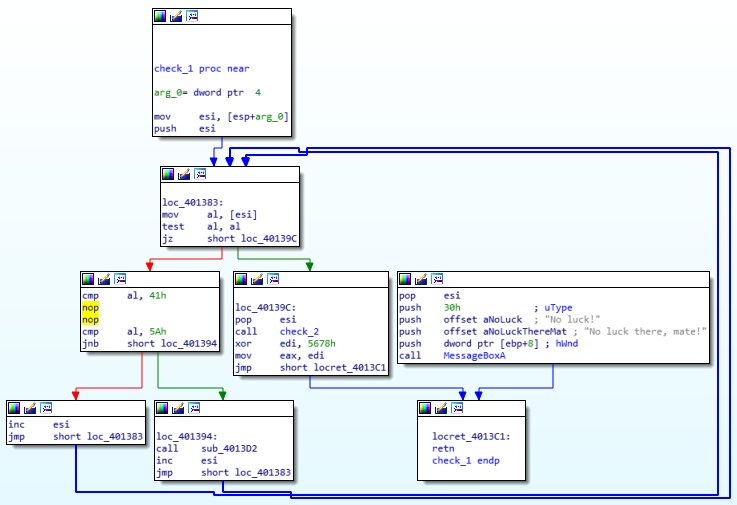 check_1 proc near
arg_0= dword ptr  4
mov     esi, [esp+arg_0]
push    esi
loc_401383:
mov     al, [esi]
test    al, al
jz      short loc_40139C
cmp     al, 41h
nop
nop
cmp     al, 5Ah
jnb     short loc_401394
loc_40139C:
pop     esi
call    check_2
xor     edi, 5678h
mov     eax, edi
jmp     short locret_4013C1
pop     esi
push    30h             ; uType
push    offset aNoLuck  ; "No luck!"
push    offset aNoLuckThereMat ; "No luck there, mate!"
push    dword ptr [ebp+8] ; hWnd
call    MessageBoxA
inc     esi
jmp     short loc_401383
loc_401394:
call    sub_4013D2
inc     esi
jmp     short loc_401383
locret_4013C1:
retn
check_1 endp